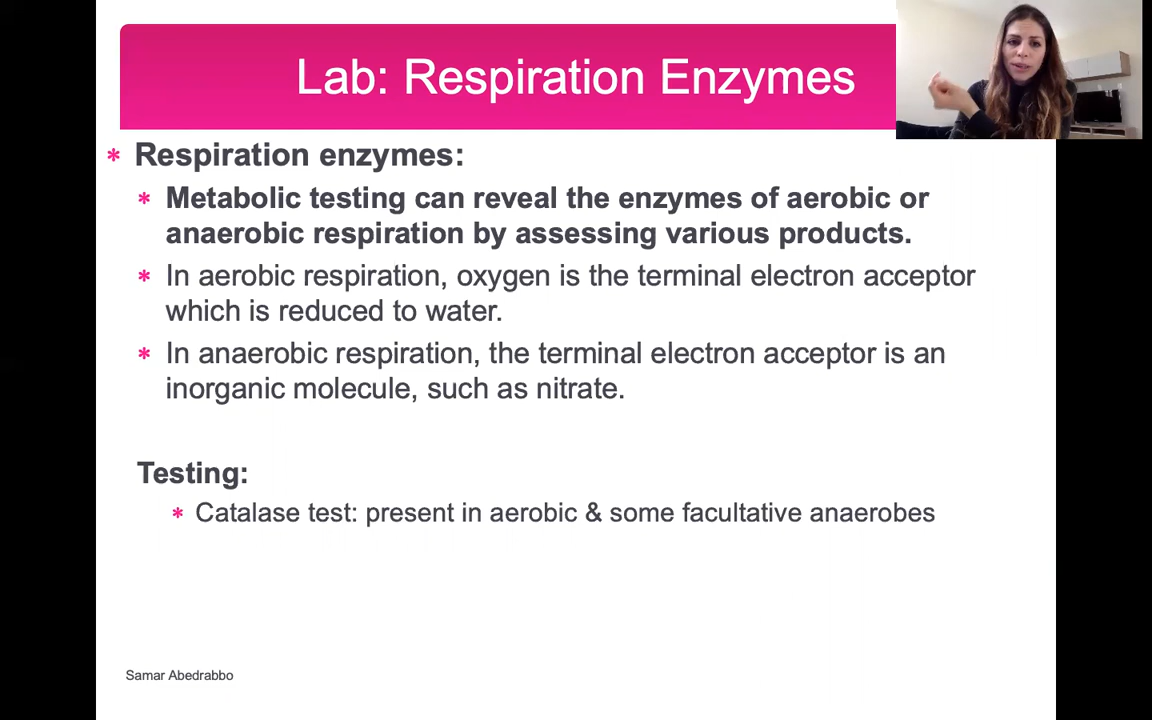 Lab: Respiration Enzymes
* Respiration enzymes:
* Metabolic testing can reveal the enzymes of aerobic or
anaerobic respiration by assessing various products.
* In aerobic respiration, oxygen is the terminal electron acceptor
which is reduced to water.
* In anaerobic respiration, the terminal electron acceptor is an
inorganic molecule, such as nitrate.
Testing:
* Catalase test: present in aerobic & some facultative anaerobes
Samar Abedrabbo